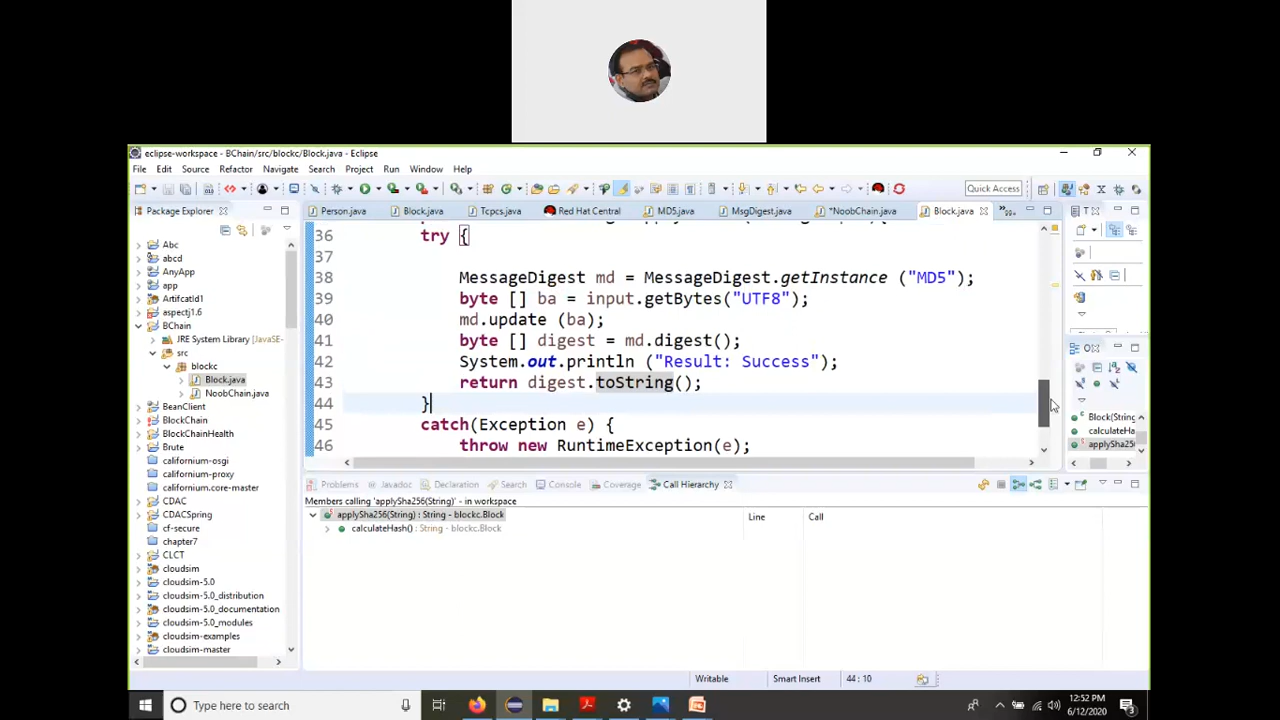 eclipse-workspace - BChain/src/blockc/Block.java - Eclipse
File Edit Source Refactor Navigate Search Project Run Window Help
Quick Access
Package Explorer
Person.java Block.java Tcpcs.java Red Hat Central MD5.java MsgDigest.java *NoobChain.java Block.java
Abc
abcd
AnyApp
app
ArtifcatId1
aspectj1.6
BChain
JRE System Library [JavaSE-
src
blockc
Block.java
NoobChain.java
BeanClient
BlockChain
BlockChainHealth
Brute
californium-osgi
californium-proxy
californium.core-master
CDAC
CDACSpring
cf-secure
chapter7
CLCT
cloudsim
cloudsim-5.0
cloudsim-5.0_distribution
cloudsim-5.0_documentation
cloudsim-5.0_modules
cloudsim-examples
cloudsim-master
36 try {
37
38 MessageDigest md = MessageDigest.getInstance ("MD5");
39 byte [] ba = input.getBytes("UTF8");
40 md.update (ba);
41 byte [] digest = md.digest();
42 System.out.println ("Result: Success");
43 return digest.toString();
44 }
45 catch(Exception e) {
46 throw new RuntimeException(e);
Block(String
calculateHa
applySha25
Problems Javadoc Declaration Search Console Coverage Call Hierarchy
Members calling 'applySha256(String)' - in workspace
applySha256(String) : String - blockc.Block
calculateHash() : String - blockc.Block
Line Call
Writable Smart Insert 44 : 10
Type here to search
12:52 PM
6/12/2020
3